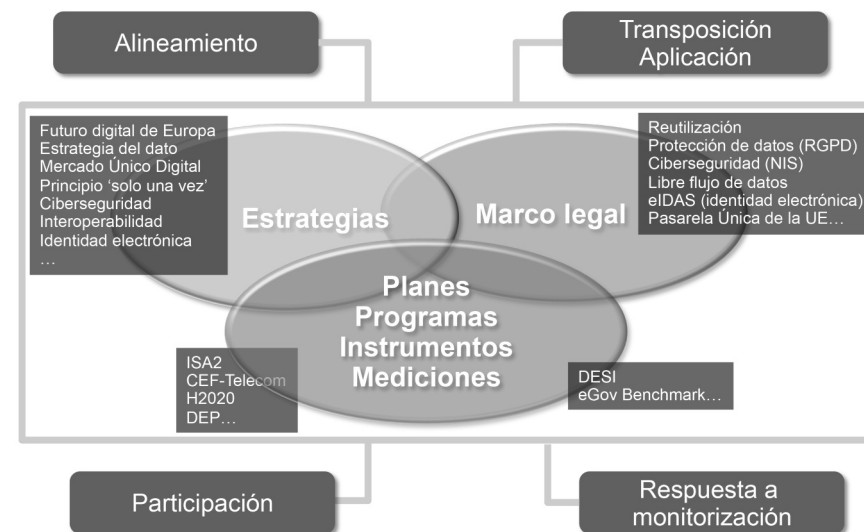 Alineamiento
Transposición
Aplicación
Futuro digital de Europa
Estrategia del dato
Mercado Único Digital
Principio ‘solo una vez’
Ciberseguridad
Interoperabilidad
Identidad electrónica
…
Estrategias
Marco legal
Reutilización
Protección de datos (RGPD)
Ciberseguridad (NIS)
Libre flujo de datos
eIDAS (identidad electrónica)
Pasarela Única de la UE…
Planes
Programas
Instrumentos
Mediciones
ISA2
CEF-Telecom
H2020
DEP…
DESI
eGov Benchmark…
Participación
Respuesta a
monitorización